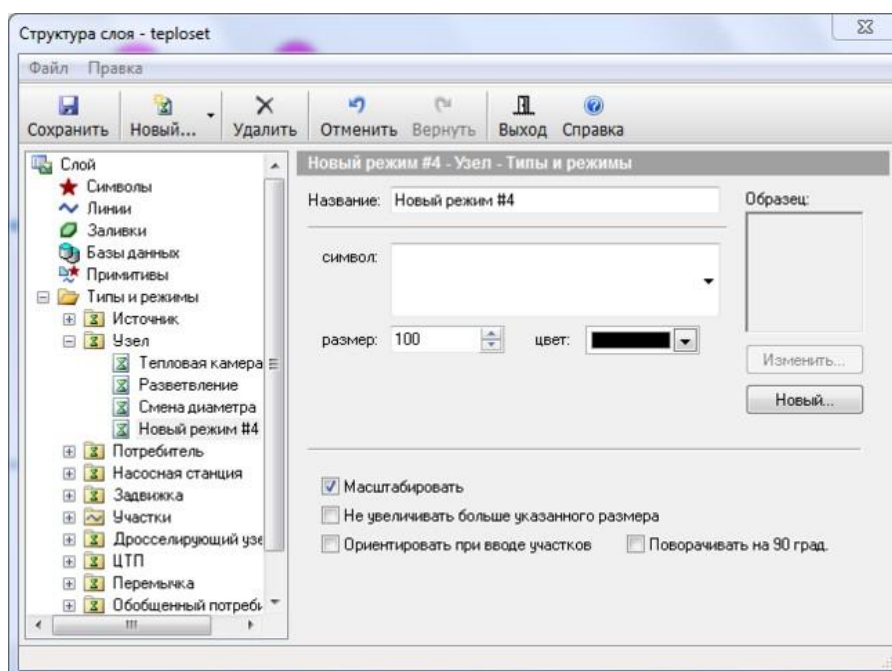 Структура слоя - teploset
Файл Правка
Сохранить Новый... Удалить Отменить Вернуть Выход Справка
Слой
Символы
Линии
Заливки
Базы данных
Примитивы
Типы и режимы
Источник
Узел
Тепловая камера
Разветвление
Смена диаметра
Новый режим #4
Потребитель
Насосная станция
Задвижка
Участки
Дросселирующий узе
ЦТП
Перемычка
Обобщенный потреби
Новый режим #4 - Узел - Типы и режимы
Название: Новый режим #4
Образец:
символ:
размер: 100 цвет:
Изменить...
Новый...
Масштабировать
Не увеличивать больше указанного размера
Ориентировать при вводе участков Поворачивать на 90 град.